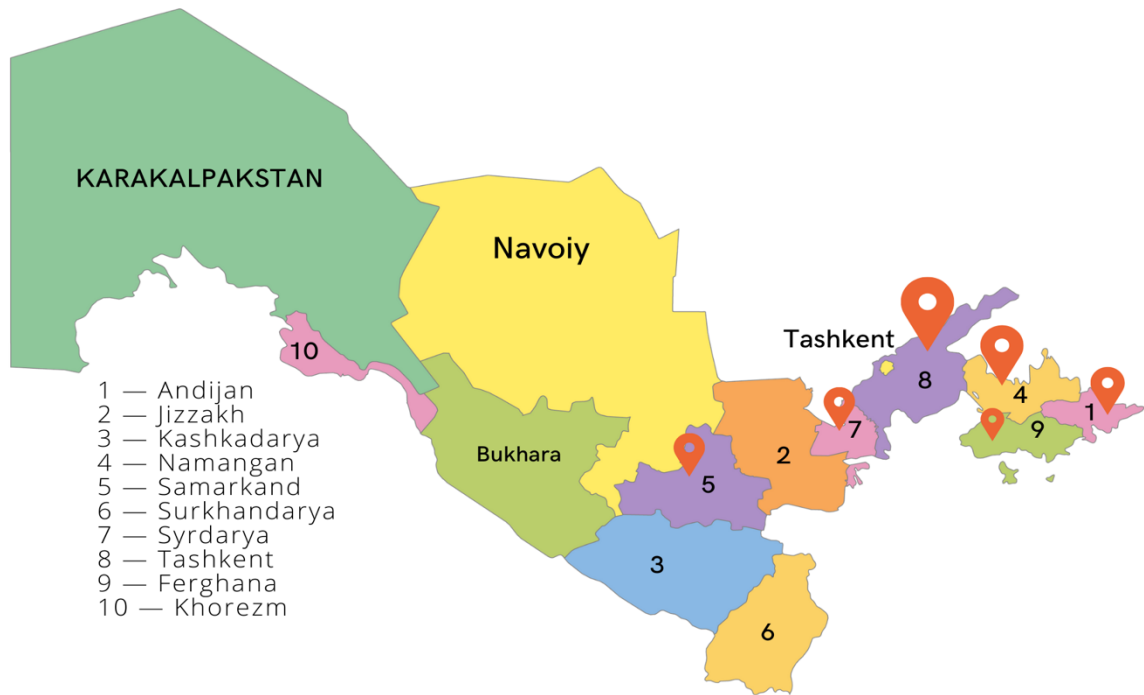 KARAKALPAKSTAN
Navoiy
Tashkent
10
8
4
1
9
7
Bukhara
2
5
3
6
1 — Andijan
2 — Jizzakh
3 — Kashkadarya
4 — Namangan
5 — Samarkand
6 — Surkhandarya
7 — Syrdarya
8 — Tashkent
9 — Ferghana
10 — Khorezm